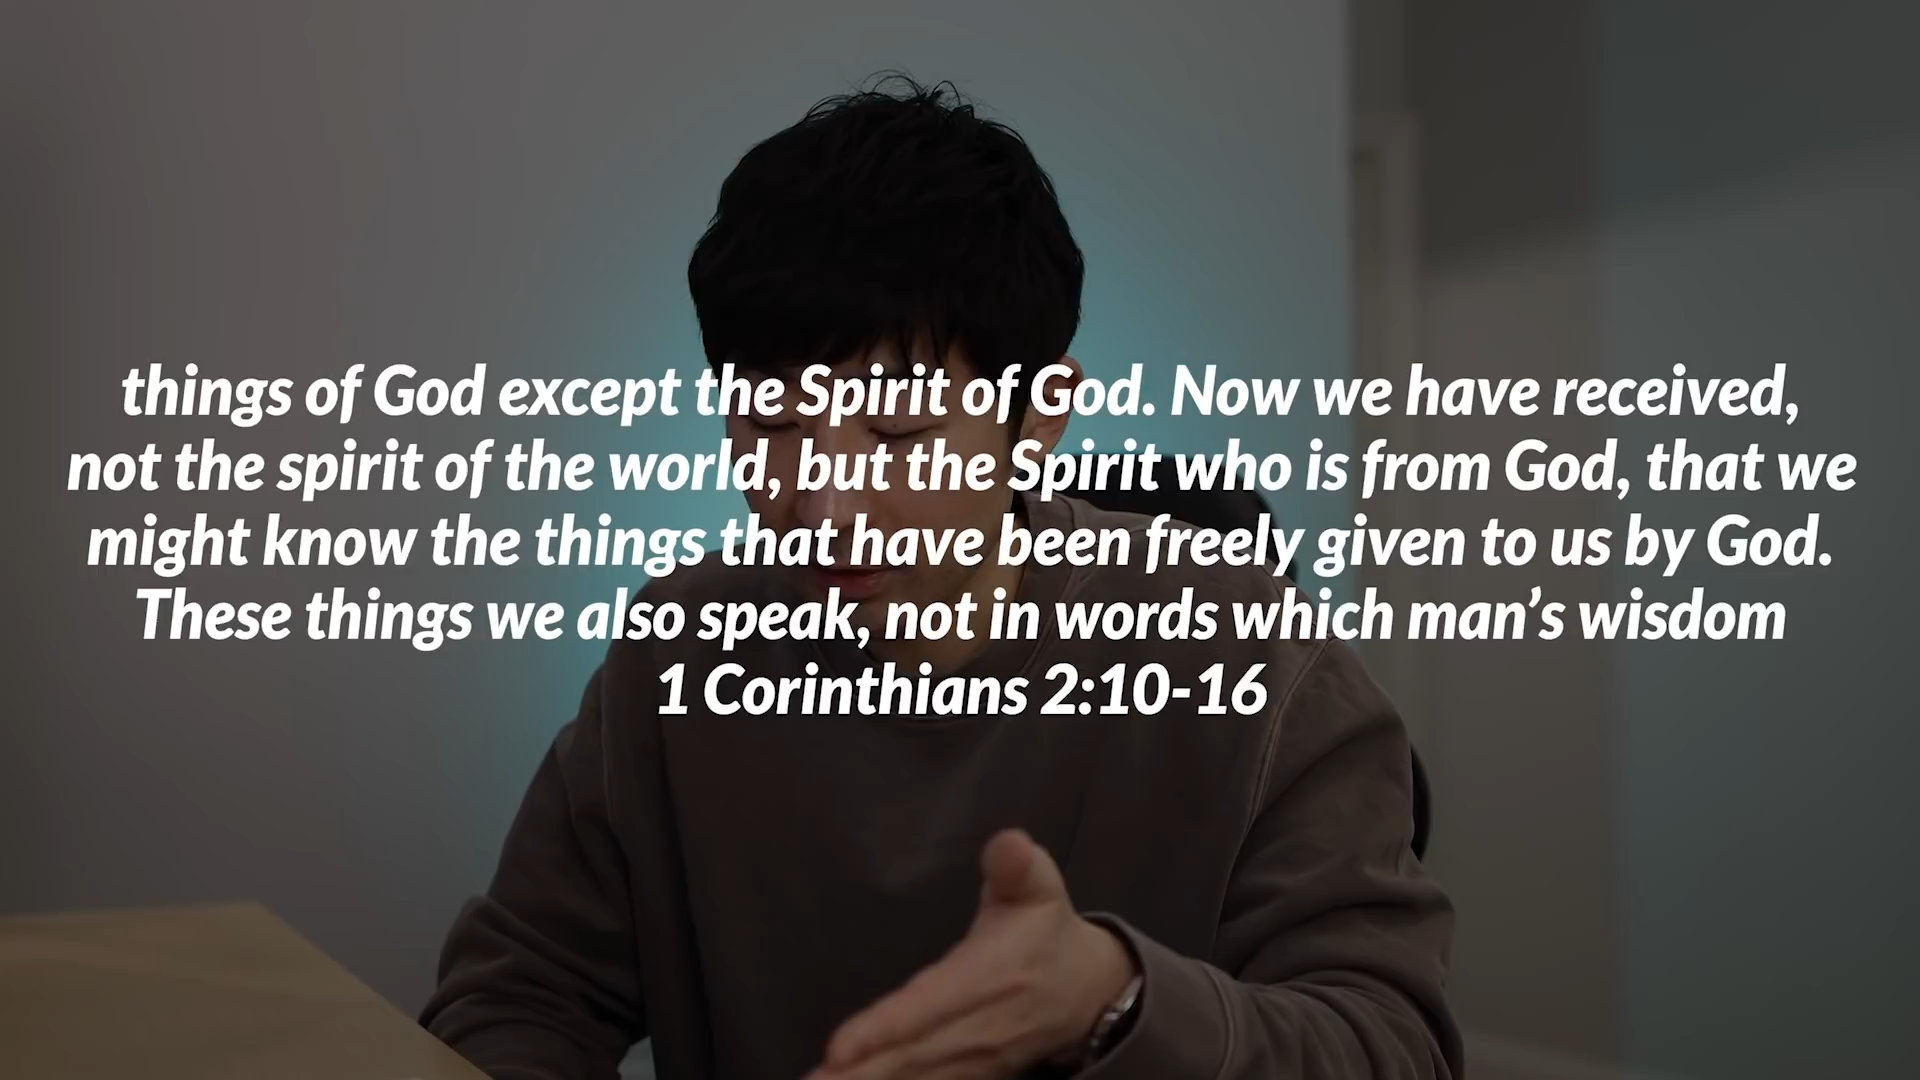 things of God except the Spirit of God. Now we have received,
not the spirit of the world, but the Spirit who is from God, that we
might know the things that have been freely given to us by God.
These things we also speak, not in words which man’s wisdom
1 Corinthians 2:10-16